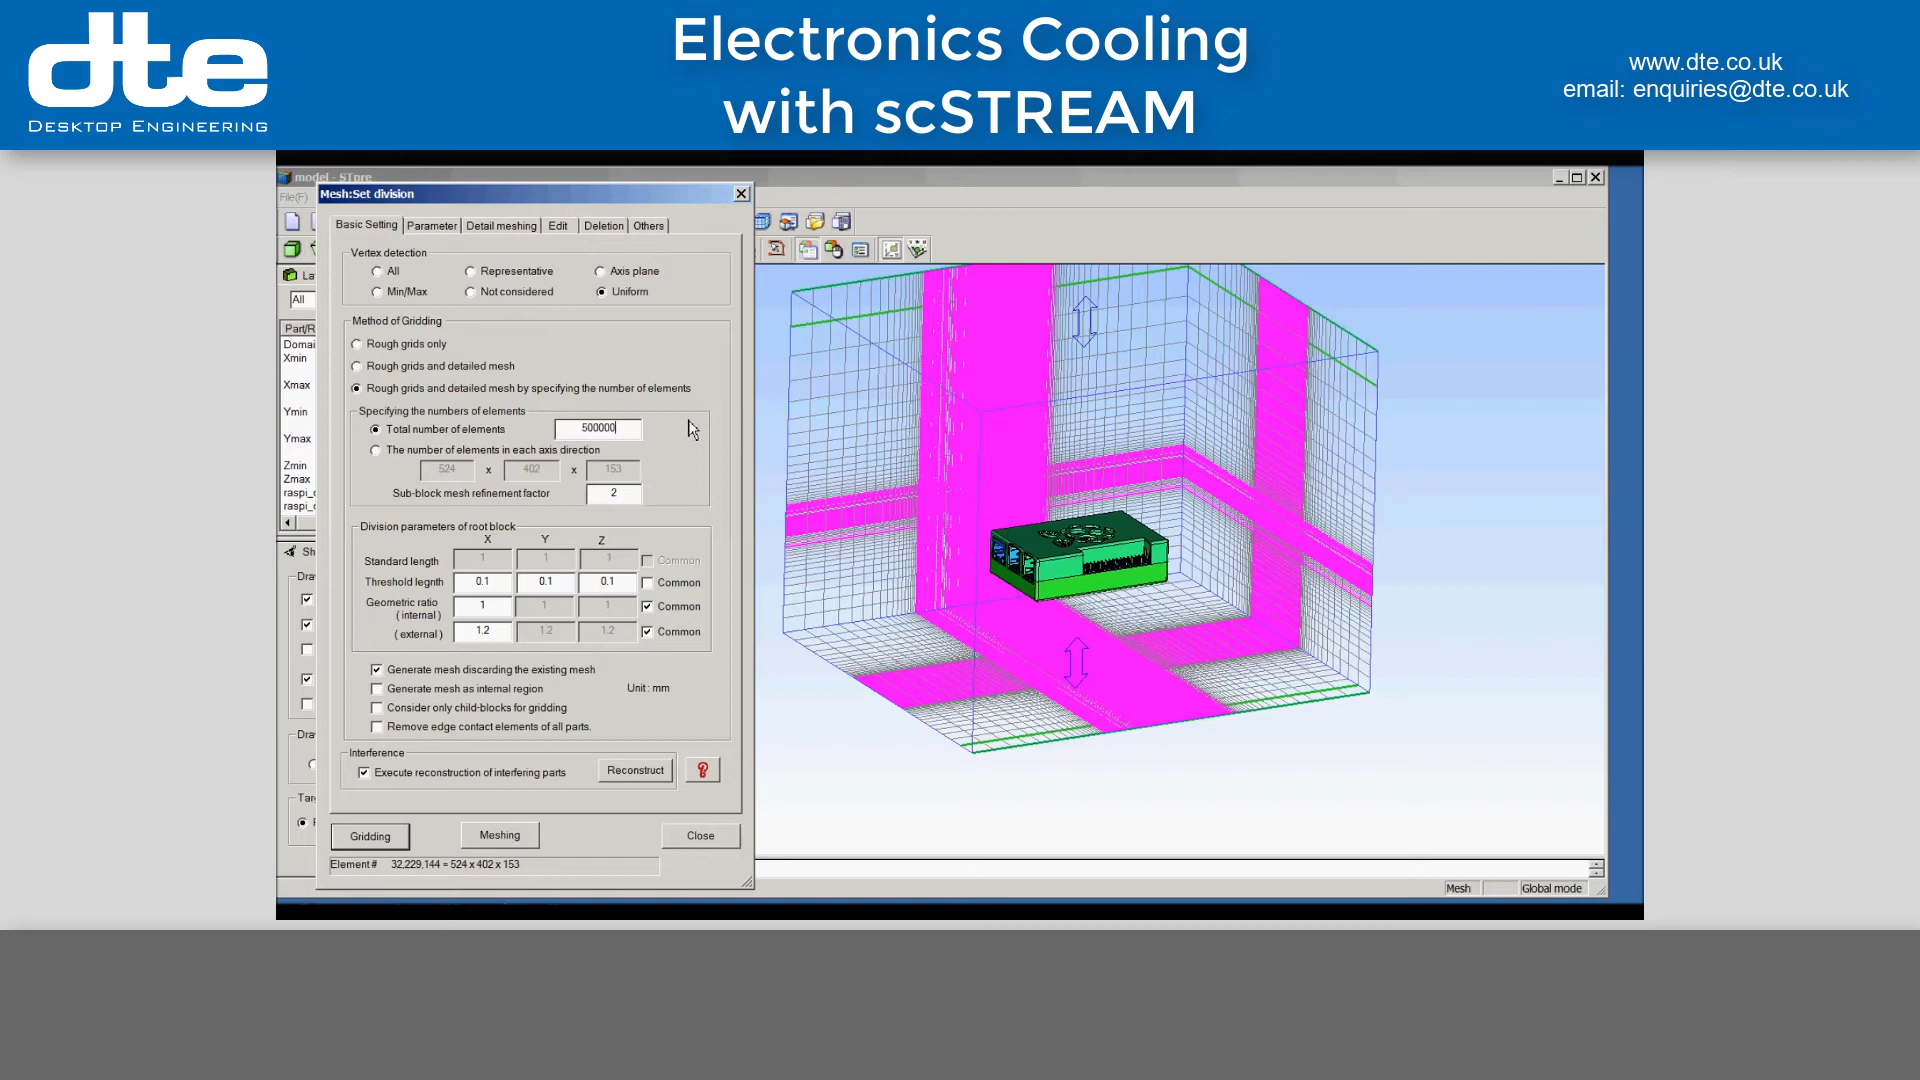 dte
DESKTOP ENGINEERING
Electronics Cooling
with scSTREAM
www.dte.co.uk
email: enquiries@dte.co.uk
model - STpre
File(F)
Mesh:Set division
Basic Setting
Parameter
Detail meshing
Edit
Deletion
Others
Vertex detection
All
Representative
Axis plane
Min/Max
Not considered
Uniform
Method of Gridding
Rough grids only
Rough grids and detailed mesh
Rough grids and detailed mesh by specifying the number of elements
Specifying the numbers of elements
Total number of elements 500000
The number of elements in each axis direction
524 x 402 x 153
Sub-block mesh refinement factor 2
Division parameters of root block
X Y Z
Standard length 1 1 1 Common
Threshold legnth 0.1 0.1 0.1 Common
Geometric ratio
( internal ) 1 1 1 Common
( external ) 1.2 1.2 1.2 Common
Generate mesh discarding the existing mesh
Generate mesh as internal region
Unit : mm
Consider only child-blocks for gridding
Remove edge contact elements of all parts.
Interference
Execute reconstruction of interfering parts
Reconstruct
?
Gridding
Meshing
Close
Element # 32,229,144 = 524 x 402 x 153
All
Part/R
Domai
Xmin
Xmax
Ymin
Ymax
Zmin
Zmax
raspi_c
raspi_
Mesh
Global mode